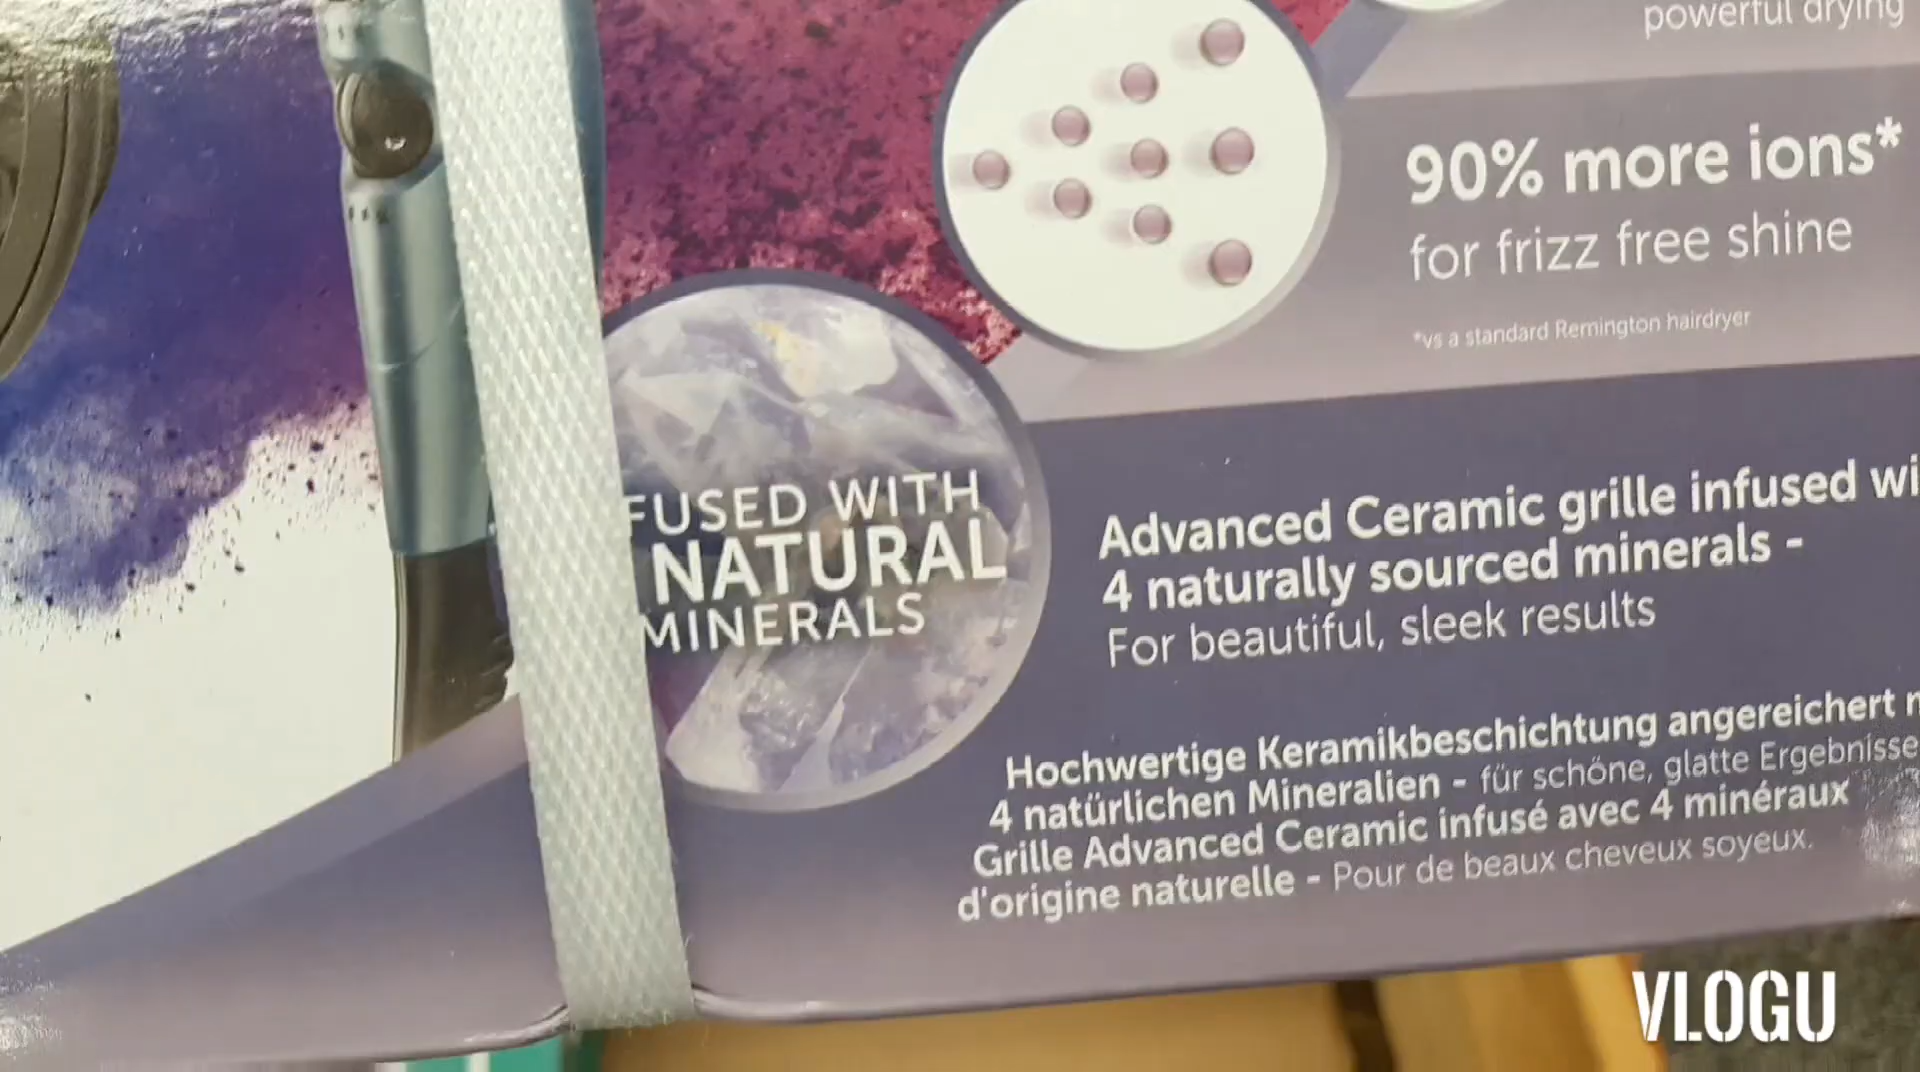 powerful drying
90% more ions*
for frizz free shine
*vs a standard Remington hairdryer
FUSED WITH
NATURAL
MINERALS
Advanced Ceramic grille infused wi
4 naturally sourced minerals -
For beautiful, sleek results
Hochwertige Keramikbeschichtung angereichert
4 natürlichen Mineralien - für schöne, glatte Ergebnisse
Grille Advanced Ceramic infusé avec 4 minéraux
d'origine naturelle - Pour de beaux cheveux soyeux.
VLOGU